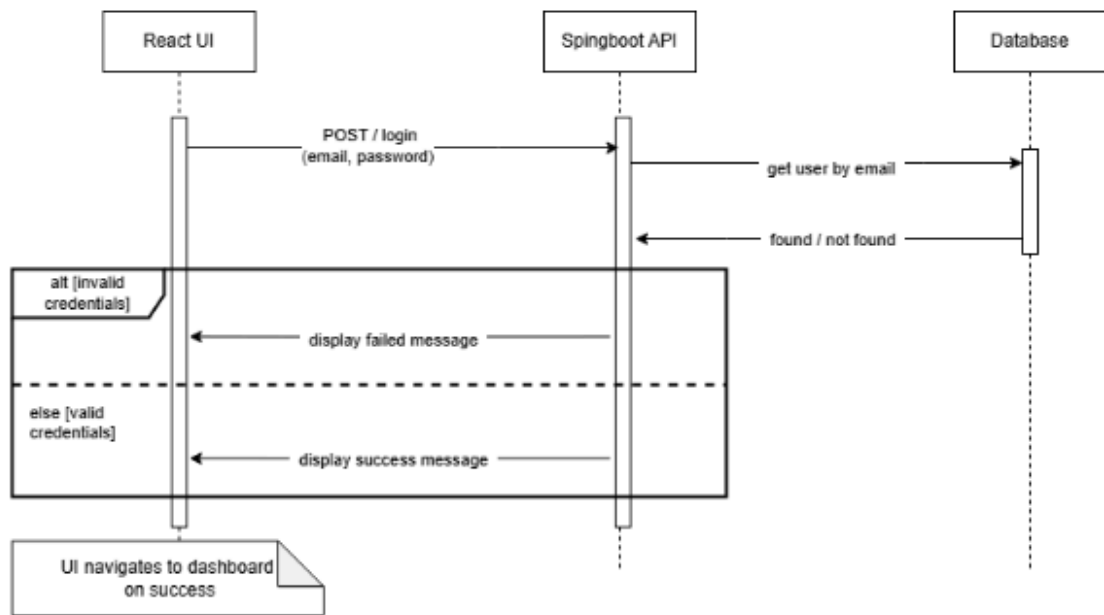 React UI
Spingboot API
Database
POST / login
(email, password)
get user by email
found / not found
alt [invalid
credentials]
display failed message
else [valid
credentials]
display success message
UI navigates to dashboard
on success